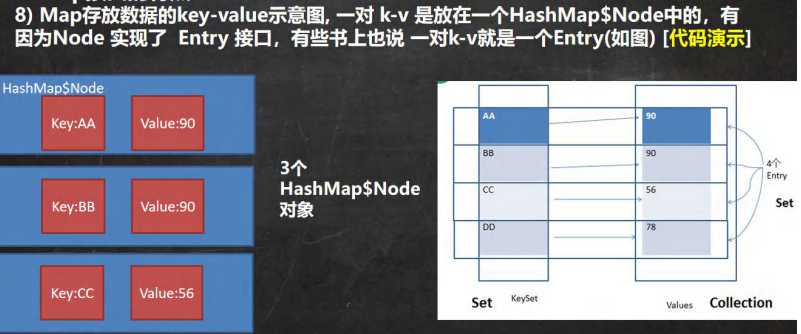 8) Map存放数据的key-value示意图, 一对 k-v 是放在一个HashMap$Node中的，有
因为Node 实现了 Entry 接口，有些书上也说 一对k-v就是一个Entry(如图) [代码演示]
HashMap$Node
Key:AA
Value:90
Key:BB
Value:90
Key:CC
Value:56
3个
HashMap$Node
对象
AA
90
BB
90
CC
56
DD
78
4个
Entry
Set
Set
KeySet
Values
Collection